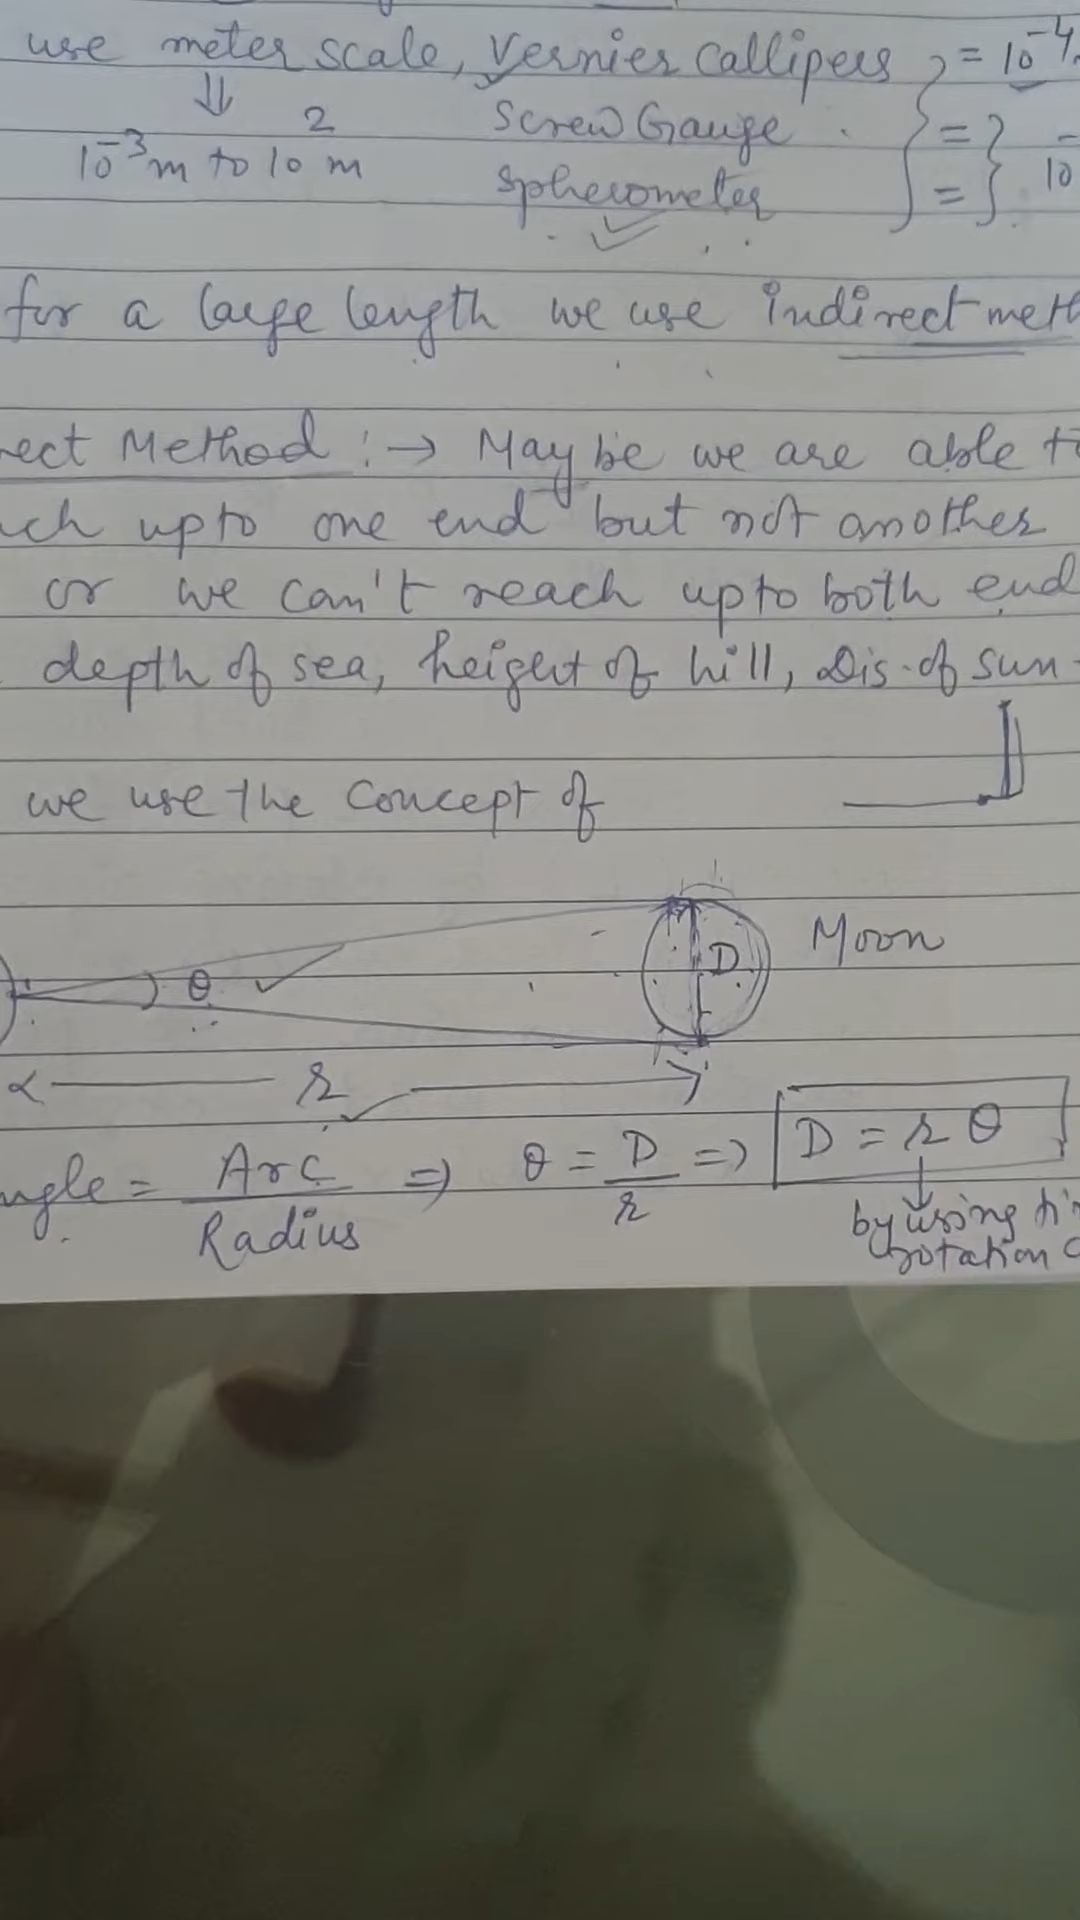 use meter scale, Vernier Callipers } = 10⁻⁴
⇓ Screw Gauge =
10⁻³m to 10² m Spherometer = } 10
for a large length we use indirect meth
rect Method :→ May be we are able t
ch upto one end but not another
or we can't reach upto both end
depth of sea, height of hill, Dis. of sun
we use the Concept of
D Moon
θ
r
ngle = Arc / Radius ⇒ θ = D / r ⇒ D = r θ
by using
rotation